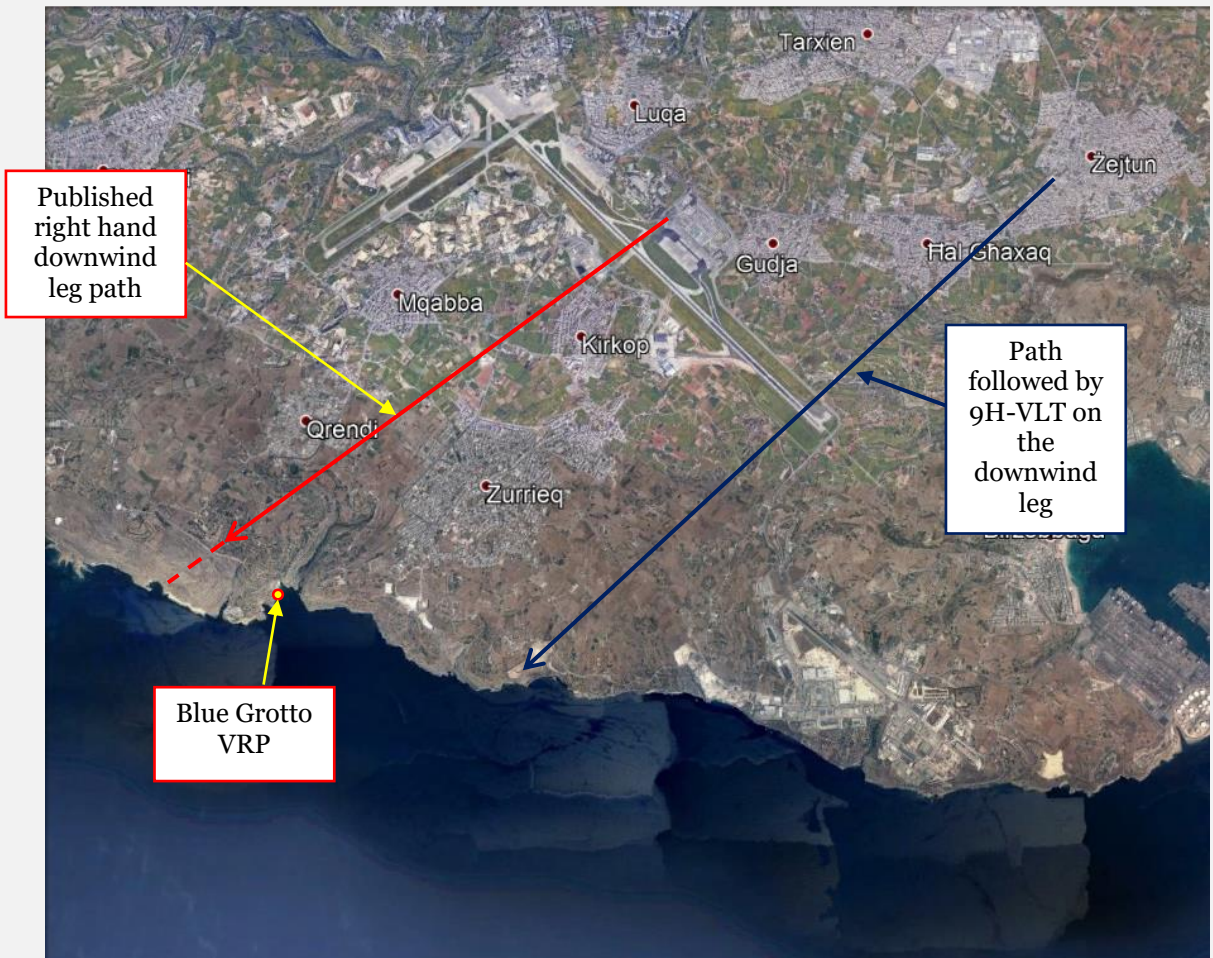 Tarxien
Luqa
Żejtun
Published
right hand
downwind
leg path
Gudja
Ħal Għaxaq
Mqabba
Kirkop
Path
followed by
9H-VLT on
the
downwind
leg
Qrendi
Zurrieq
Blue Grotto
VRP